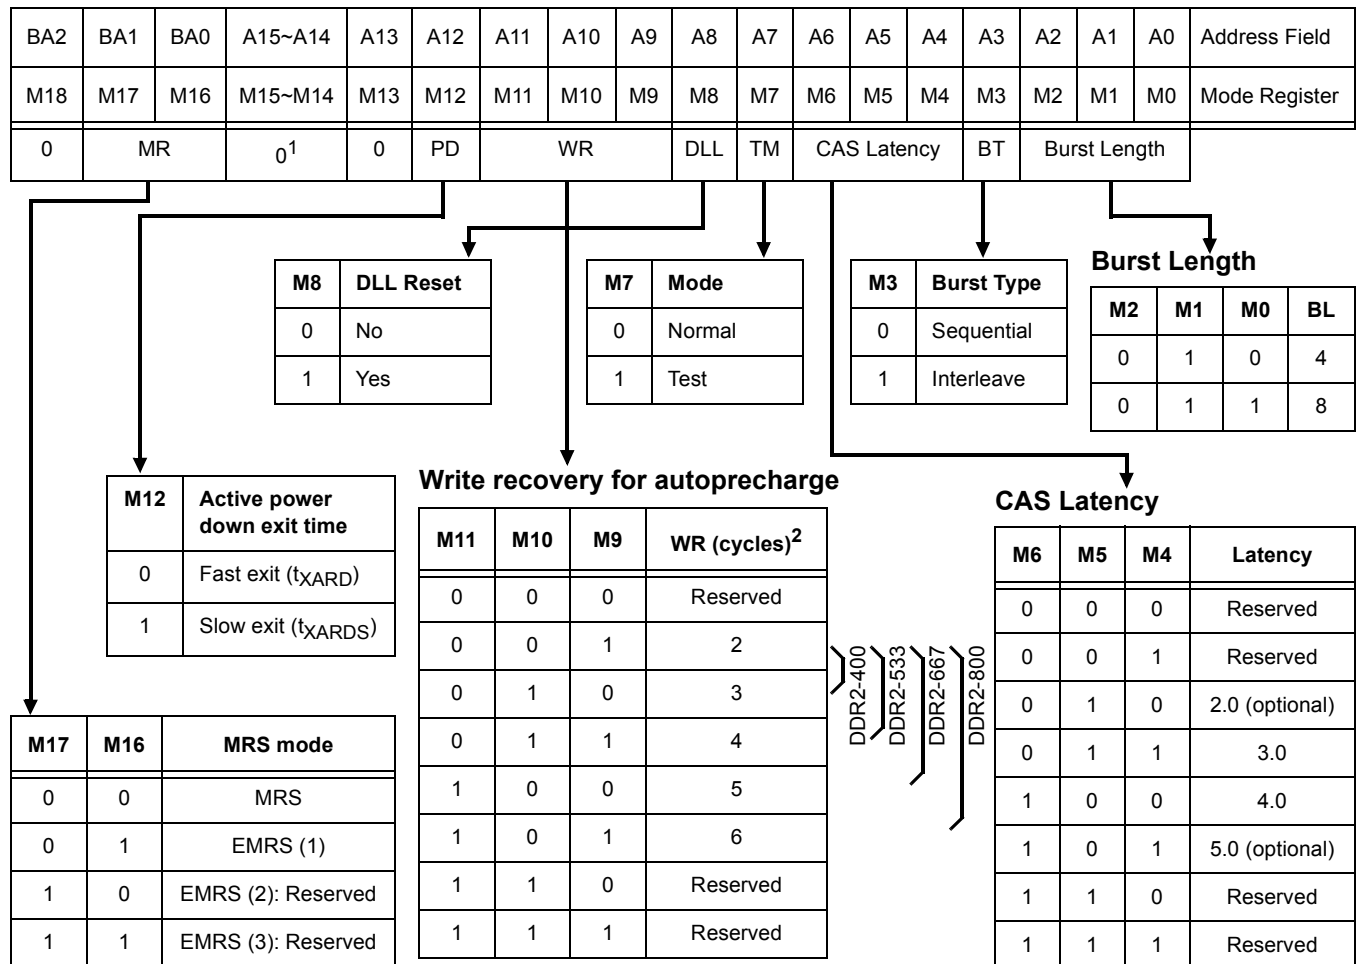 BA2 BA1 BA0 A15~A14 A13 A12 A11 A10 A9 A8 A7 A6 A5 A4 A3 A2 A1 A0 Address Field
M18 M17 M16 M15~M14 M13 M12 M11 M10 M9 M8 M7 M6 M5 M4 M3 M2 M1 M0 Mode Register
0 MR 0¹ 0 PD WR DLL TM CAS Latency BT Burst Length
M8 DLL Reset
0 No
1 Yes
M7 Mode
0 Normal
1 Test
M3 Burst Type
0 Sequential
1 Interleave
Burst Length
M2 M1 M0 BL
0 1 0 4
0 1 1 8
M12 Active power
down exit time
0 Fast exit (tXARD)
1 Slow exit (tXARDS)
Write recovery for autoprecharge
M11 M10 M9 WR (cycles)²
0 0 0 Reserved
0 0 1 2
0 1 0 3
0 1 1 4
1 0 0 5
1 0 1 6
1 1 0 Reserved
1 1 1 Reserved
DDR2-400
DDR2-533
DDR2-667
DDR2-800
CAS Latency
M6 M5 M4 Latency
0 0 0 Reserved
0 0 1 Reserved
0 1 0 2.0 (optional)
0 1 1 3.0
1 0 0 4.0
1 0 1 5.0 (optional)
1 1 0 Reserved
1 1 1 Reserved
M17 M16 MRS mode
0 0 MRS
0 1 EMRS (1)
1 0 EMRS (2): Reserved
1 1 EMRS (3): Reserved